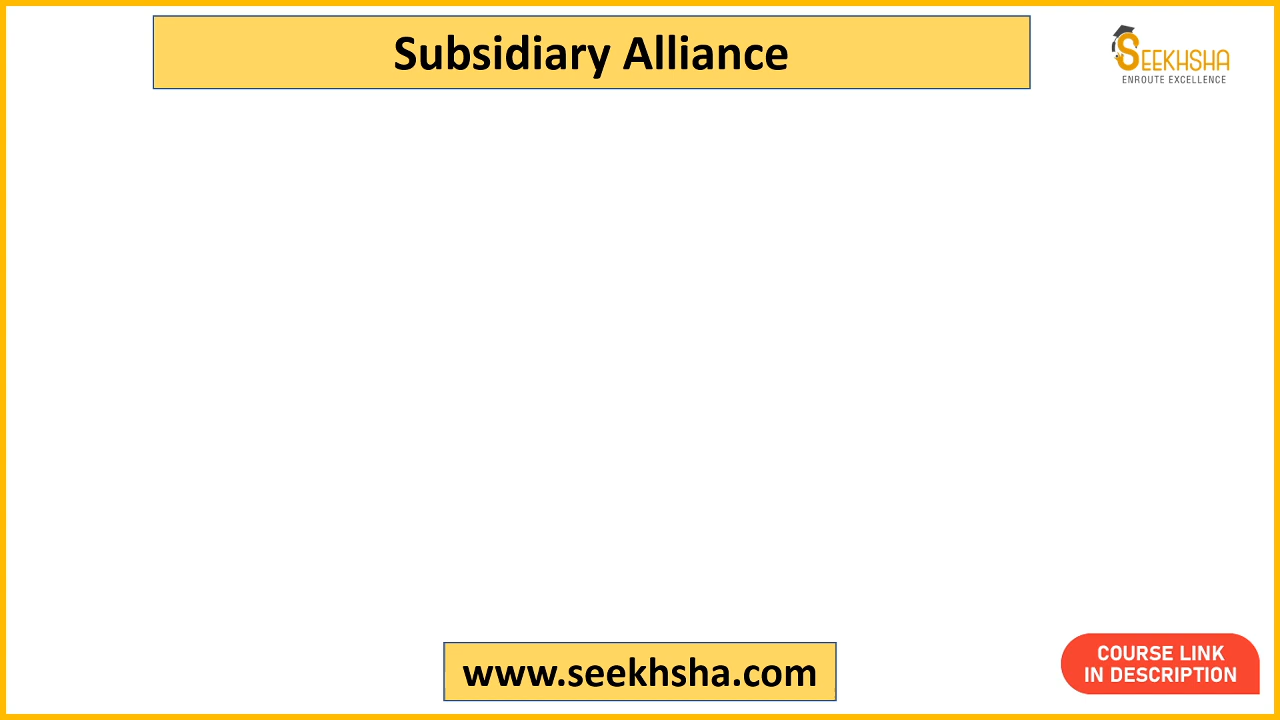 Subsidiary Alliance
SEEKHSHA
ENROUTE EXCELLENCE
www.seekhsha.com
COURSE LINK
IN DESCRIPTION